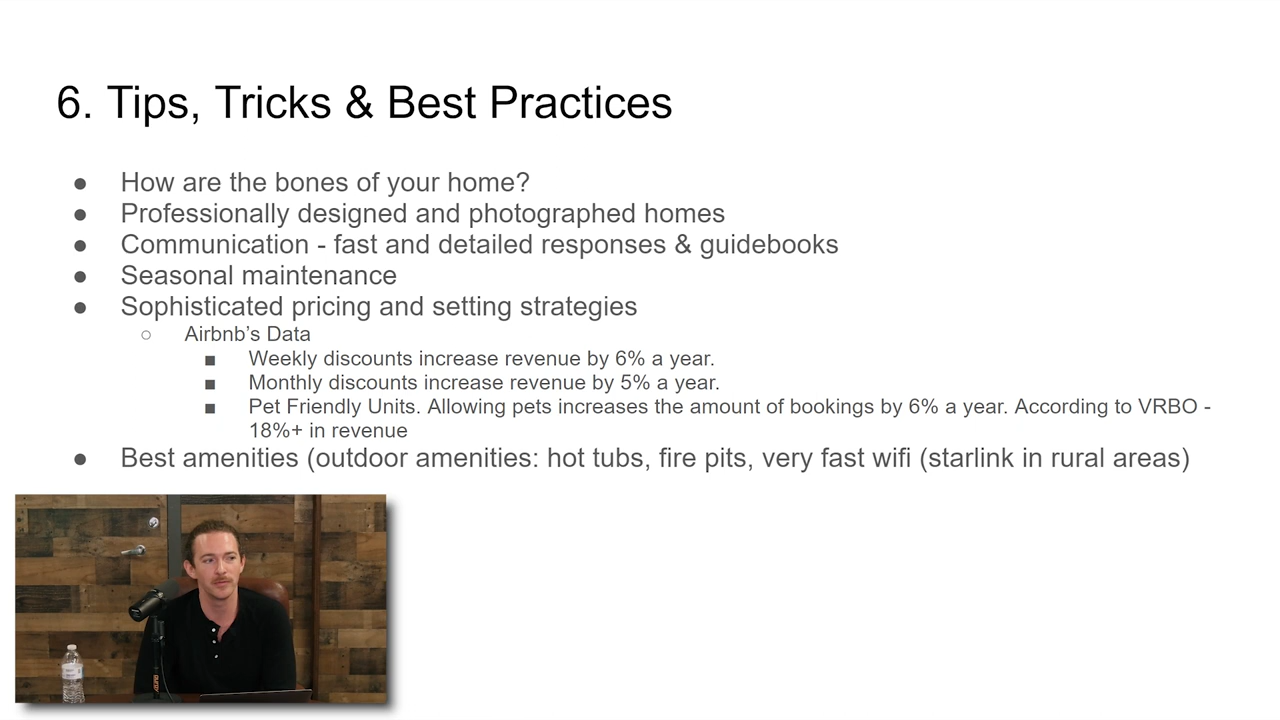 6. Tips, Tricks & Best Practices
● How are the bones of your home?
● Professionally designed and photographed homes
● Communication - fast and detailed responses & guidebooks
● Seasonal maintenance
● Sophisticated pricing and setting strategies
○ Airbnb’s Data
■ Weekly discounts increase revenue by 6% a year.
■ Monthly discounts increase revenue by 5% a year.
■ Pet Friendly Units. Allowing pets increases the amount of bookings by 6% a year. According to VRBO -
18%+ in revenue
● Best amenities (outdoor amenities: hot tubs, fire pits, very fast wifi (starlink in rural areas)